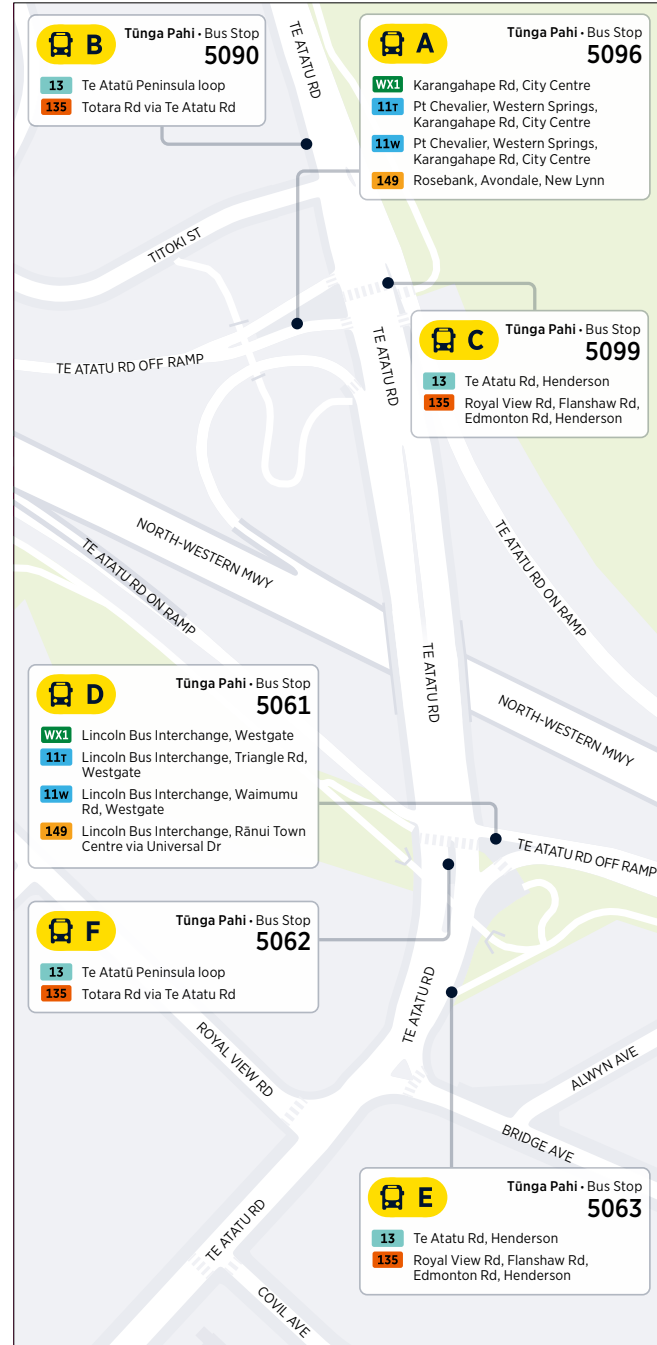 B
Tūnga Pahi • Bus Stop
5090
13 Te Atatū Peninsula loop
135 Totara Rd via Te Atatu Rd
TE ATATU RD
A
Tūnga Pahi • Bus Stop
5096
WX1 Karangahape Rd, City Centre
11T Pt Chevalier, Western Springs,
Karangahape Rd, City Centre
11W Pt Chevalier, Western Springs,
Karangahape Rd, City Centre
149 Rosebank, Avondale, New Lynn
TITOKI ST
TE ATATU RD OFF RAMP
TE ATATU RD
C
Tūnga Pahi • Bus Stop
5099
13 Te Atatu Rd, Henderson
135 Royal View Rd, Flanshaw Rd,
Edmonton Rd, Henderson
NORTH-WESTERN MWY
TE ATATU RD ON RAMP
TE ATATU RD ON RAMP
TE ATATU RD
NORTH-WESTERN MWY
D
Tūnga Pahi • Bus Stop
5061
WX1 Lincoln Bus Interchange, Westgate
11T Lincoln Bus Interchange, Triangle Rd,
Westgate
11W Lincoln Bus Interchange, Waimumu
Rd, Westgate
149 Lincoln Bus Interchange, Rānui Town
Centre via Universal Dr
TE ATATU RD OFF RAMP
F
Tūnga Pahi • Bus Stop
5062
13 Te Atatū Peninsula loop
135 Totara Rd via Te Atatu Rd
TE ATATU RD
ROYAL VIEW RD
ALWYN AVE
BRIDGE AVE
E
Tūnga Pahi • Bus Stop
5063
13 Te Atatu Rd, Henderson
135 Royal View Rd, Flanshaw Rd,
Edmonton Rd, Henderson
TE ATATU RD
COVIL AVE